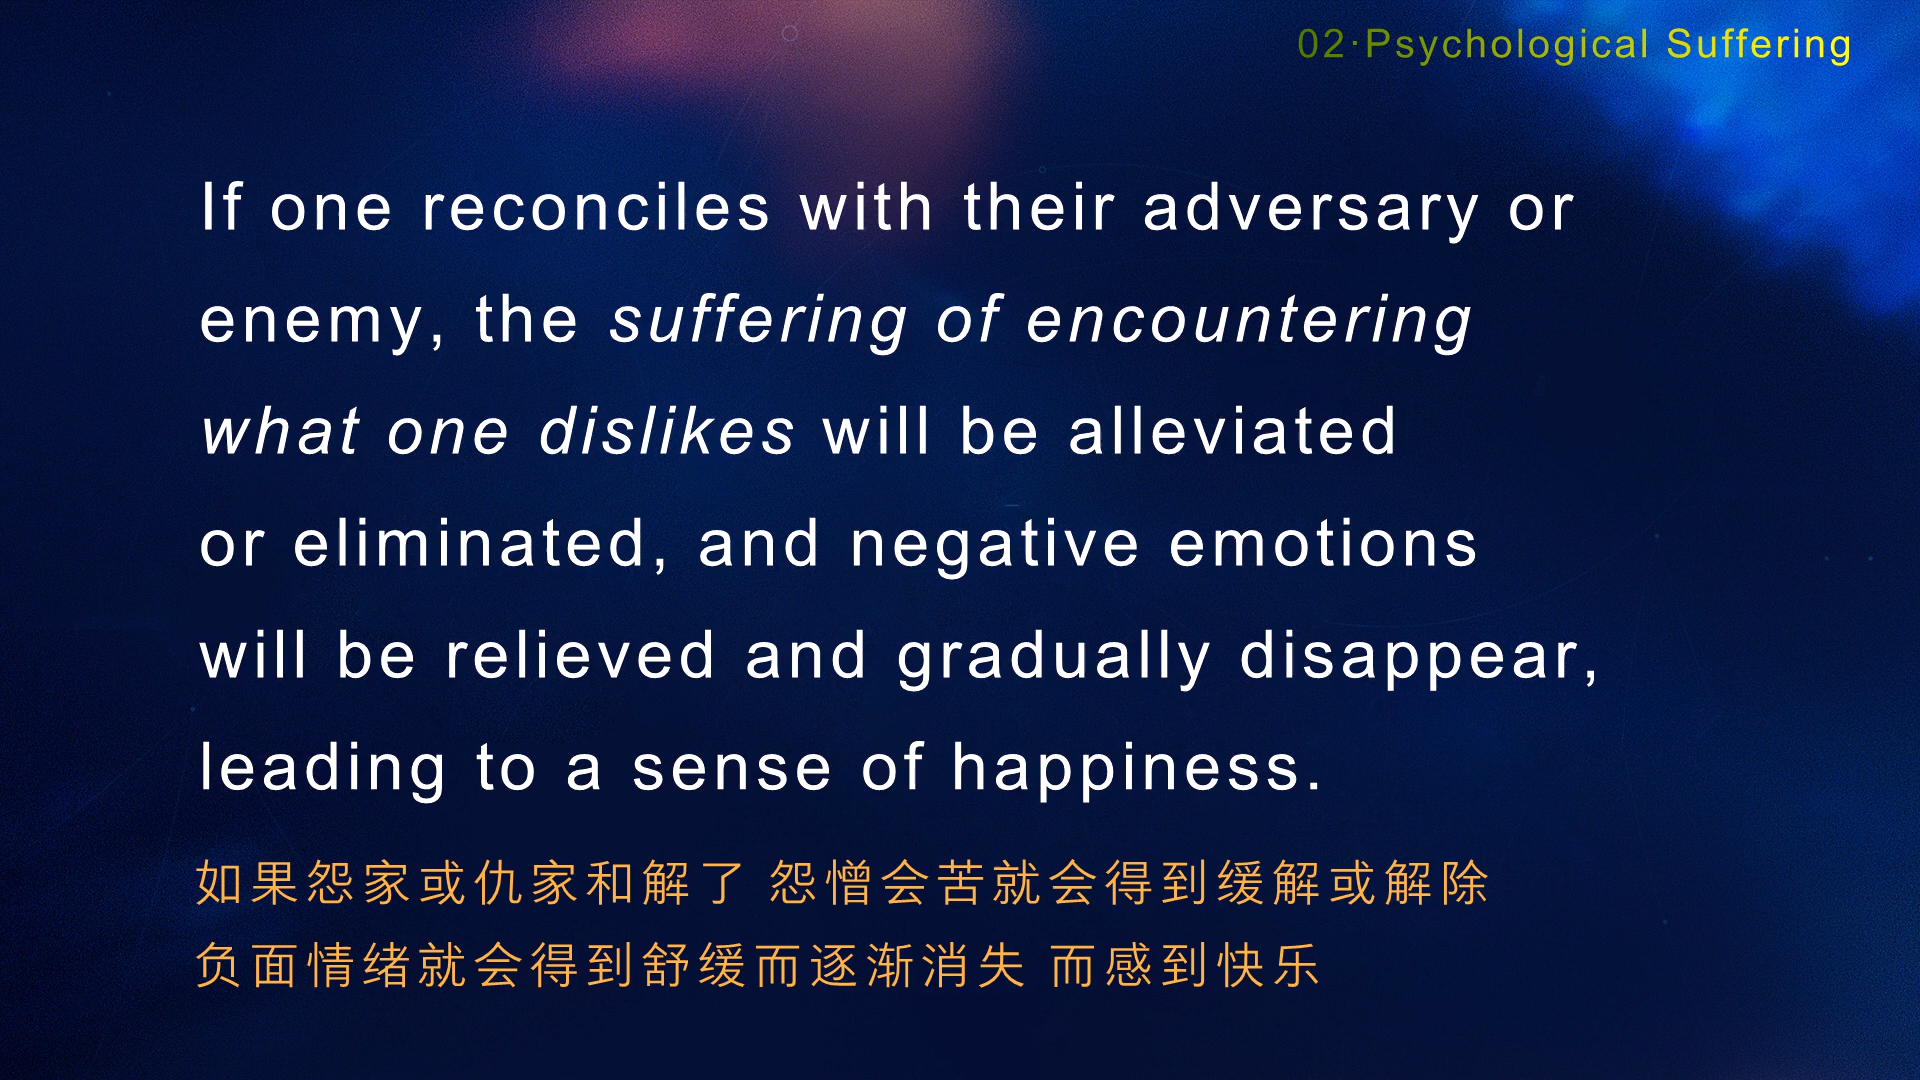 02·Psychological Suffering
If one reconciles with their adversary or
enemy, the suffering of encountering
what one dislikes will be alleviated
or eliminated, and negative emotions
will be relieved and gradually disappear,
leading to a sense of happiness.
如果怨家或仇家和解了 怨憎会苦就会得到缓解或解除
负面情绪就会得到舒缓而逐渐消失 而感到快乐